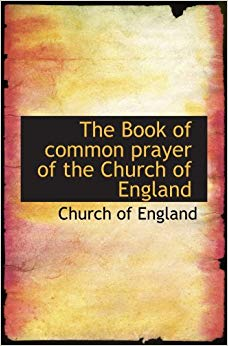 The Book of
common prayer
of the Church of
England
Church of England